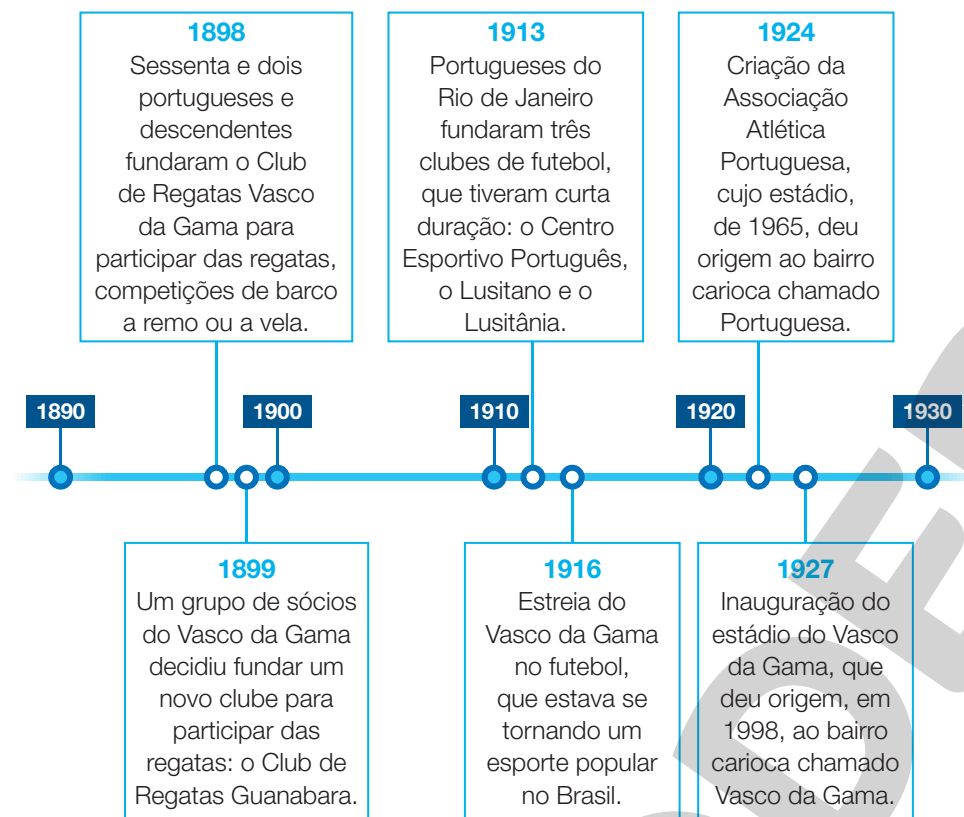 1898
Sessenta e dois
portugueses e
descendentes
fundaram o Club
de Regatas Vasco
da Gama para
participar das regatas,
competições de barco
a remo ou a vela.
1913
Portugueses do
Rio de Janeiro
fundaram três
clubes de futebol,
que tiveram curta
duração: o Centro
Esportivo Português,
o Lusitano e o
Lusitânia.
1924
Criação da
Associação
Atlética
Portuguesa,
cujo estádio,
de 1965, deu
origem ao bairro
carioca chamado
Portuguesa.
1890
1900
1910
1920
1930
1899
Um grupo de sócios
do Vasco da Gama
decidiu fundar um
novo clube para
participar das
regatas: o Club de
Regatas Guanabara.
1916
Estreia do
Vasco da Gama
no futebol,
que estava se
tornando um
esporte popular
no Brasil.
1927
Inauguração do
estádio do Vasco
da Gama, que
deu origem, em
1998, ao bairro
carioca chamado
Vasco da Gama.